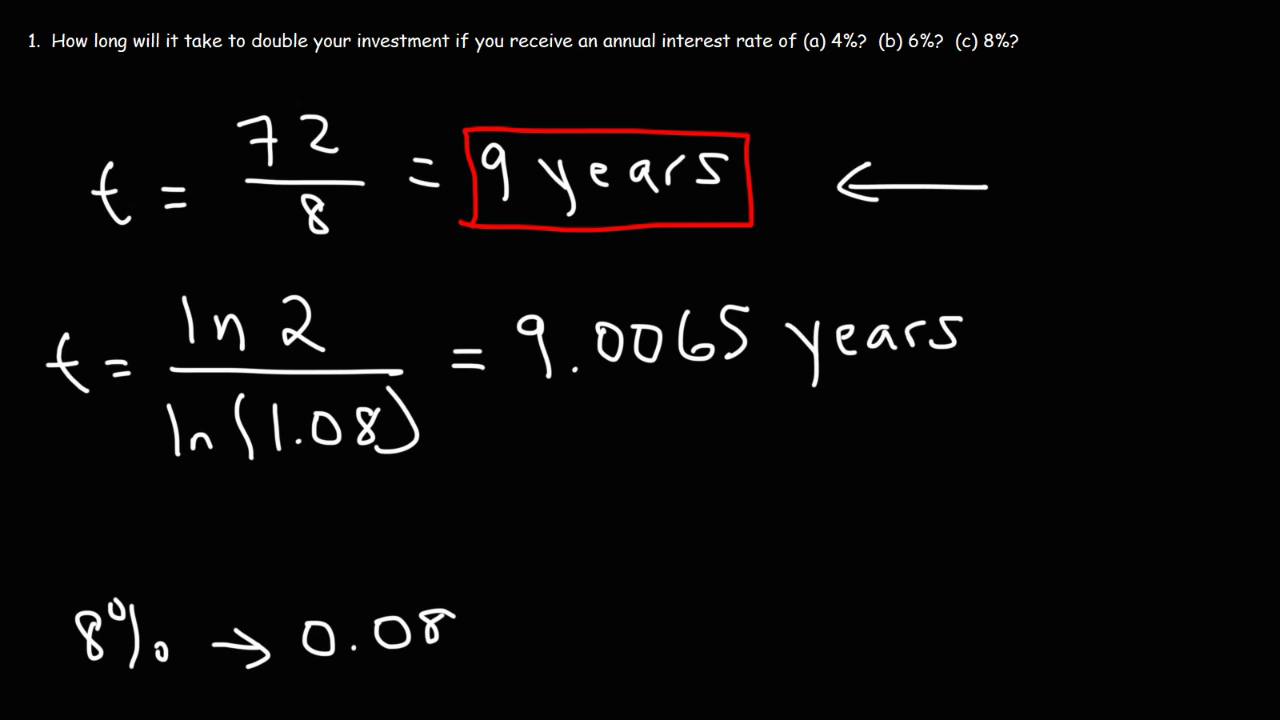 1. How long will it take to double your investment if you receive an annual interest rate of (a) 4%? (b) 6%? (c) 8%?
t = 72/8 = 9 years ←
t = ln 2/ln(1.08) = 9.0065 years
8% → 0.08